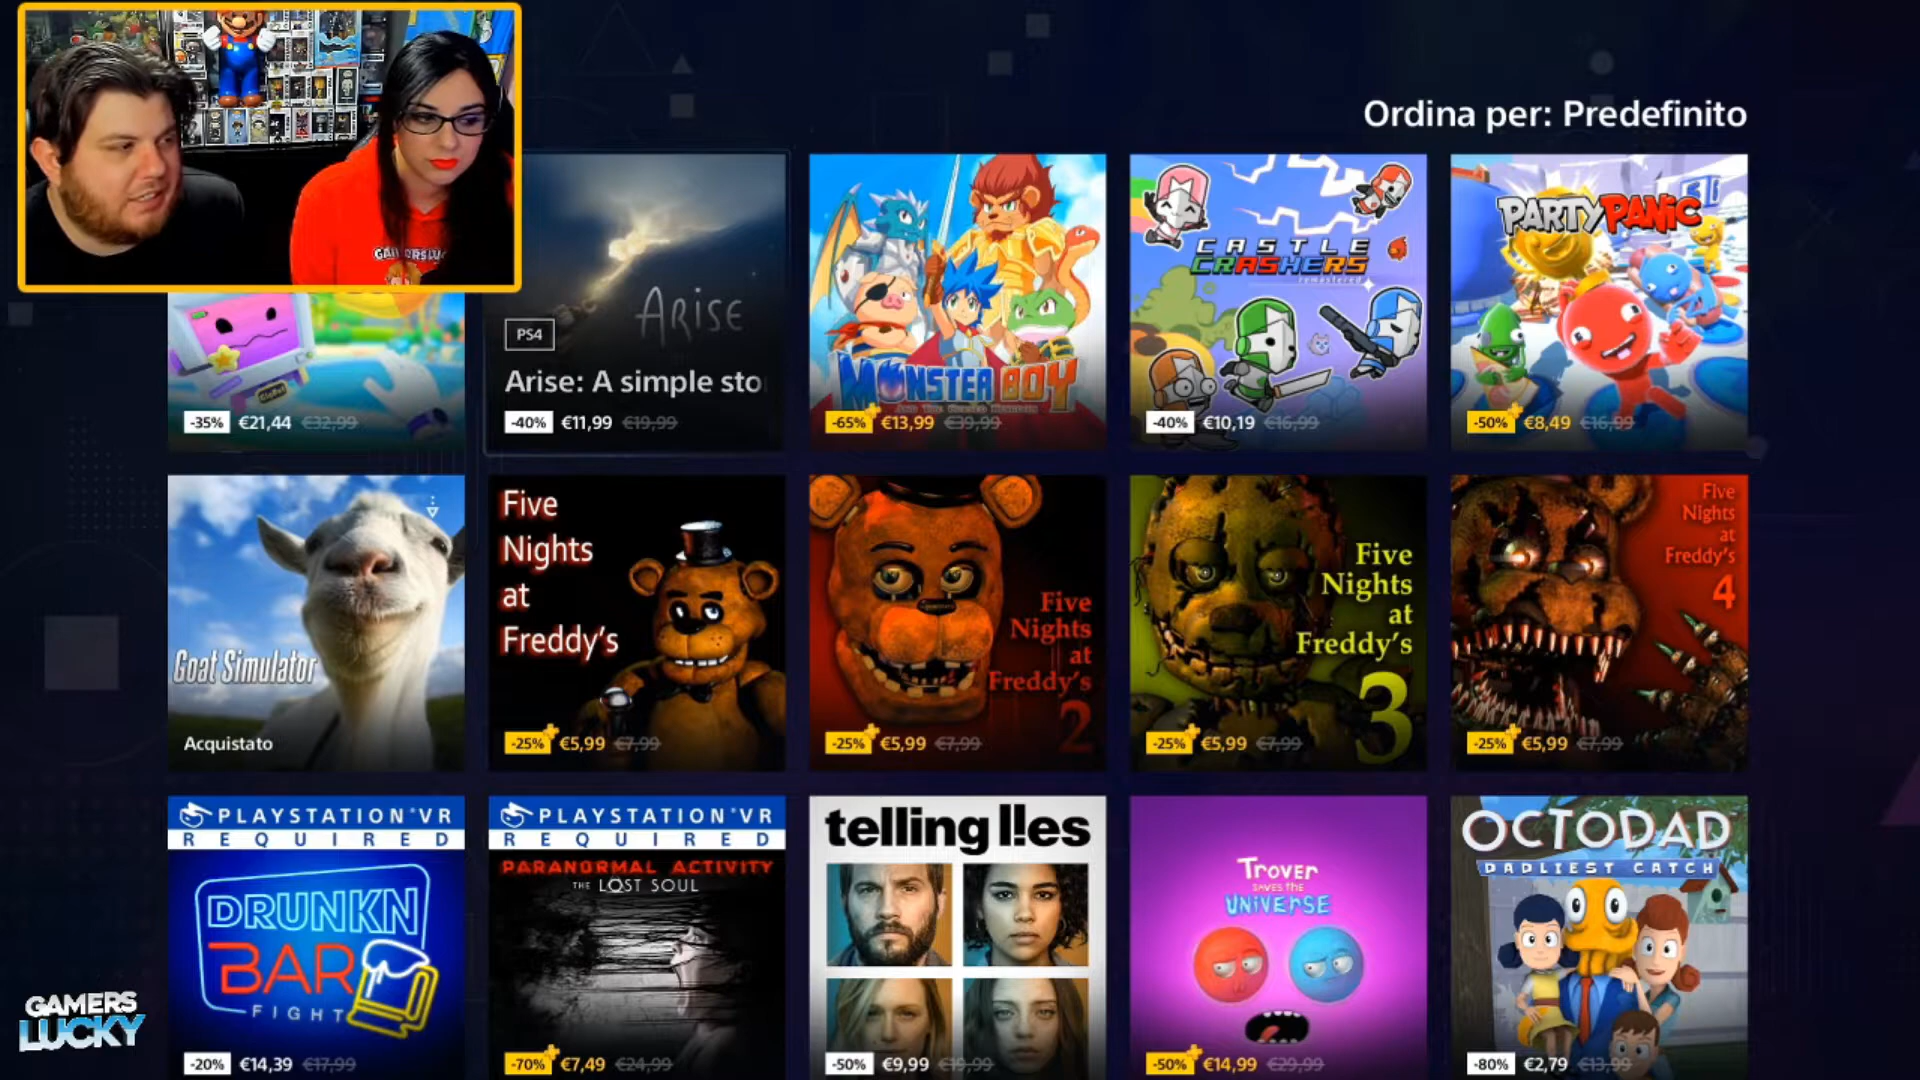 Ordina per: Predefinito
ARISE
PS4
Arise: A simple sto
-35% €21,44 €32,99
-40% €11,99 €19,99
MONSTER BOY
-65% €13,99 €39,99
CASTLE
CRASHERS
remastered
-40% €10,19 €16,99
PARTY PANIC
-50% €8,49 €16,99
Goat Simulator
Acquistato
Five
Nights
at
Freddy's
-25% €5,99 €7,99
Five
Nights
at
Freddy's
2
-25% €5,99 €7,99
Five
Nights
at
Freddy's
3
-25% €5,99 €7,99
Five
Nights
at
Freddy's
4
-25% €5,99 €7,99
PLAYSTATION®VR
REQUIRED
DRUNKN
BAR
FIGHT
-20% €14,39 €17,99
PLAYSTATION®VR
REQUIRED
PARANORMAL ACTIVITY
THE LOST SOUL
-70% €7,49 €24,99
telling l!es
-50% €9,99 €19,99
Trover
SAVES THE
UNIVERSE
-50% €14,99 €29,99
OCTODAD
DADLIEST CATCH
-80% €2,79 €13,99
GAMERS
LUCKY